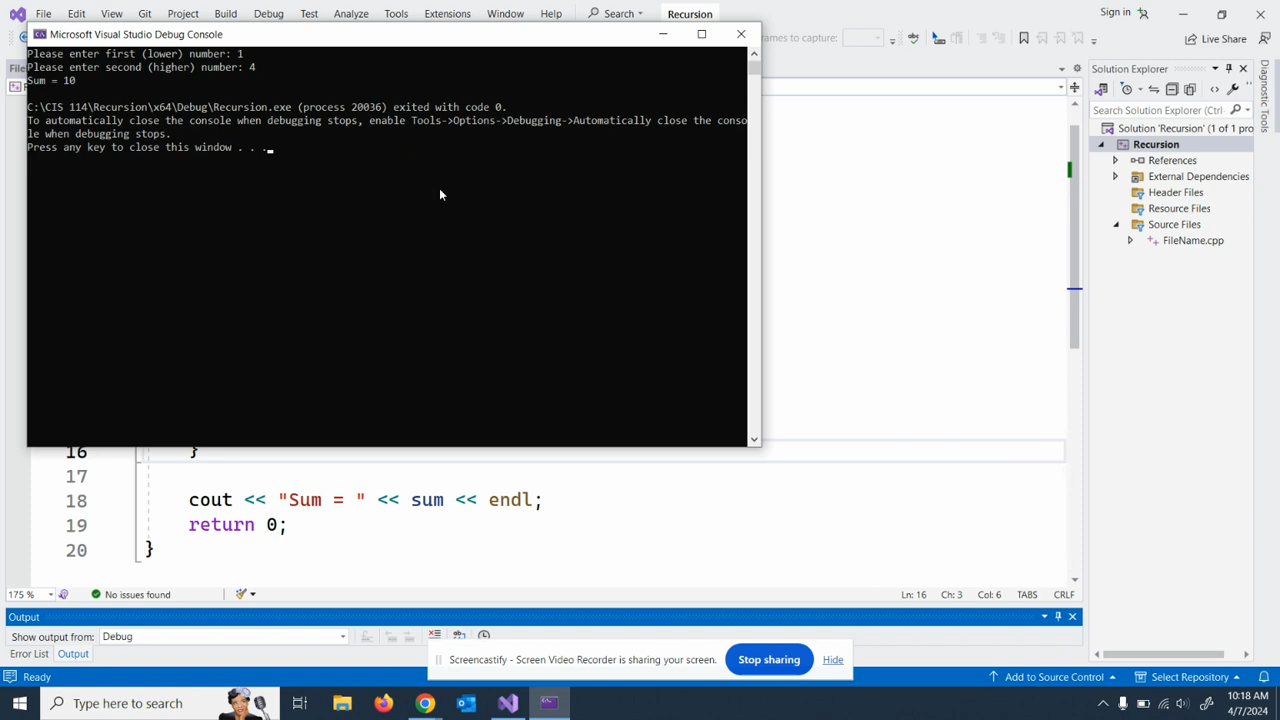 File Edit View Git Project Build Debug Test Analyze Tools Extensions Window Help Search Recursion Sign in
Microsoft Visual Studio Debug Console
Live Share
Please enter first (lower) number: 1
Please enter second (higher) number: 4
Sum = 10
C:\CIS 114\Recursion\x64\Debug\Recursion.exe (process 20036) exited with code 0.
To automatically close the console when debugging stops, enable Tools->Options->Debugging->Automatically close the conso
le when debugging stops.
Press any key to close this window . . .
Solution Explorer
Search Solution Explorer
Solution 'Recursion' (1 of 1 pro
Recursion
References
External Dependencies
Header Files
Resource Files
Source Files
FileName.cpp
Diagnostic Tools
16 }
17
18 cout << "Sum = " << sum << endl;
19 return 0;
20 }
175 % No issues found Ln: 16 Ch: 3 Col: 6 TABS CRLF
Output
Show output from: Debug
Error List Output
Screencastify - Screen Video Recorder is sharing your screen. Stop sharing Hide
Ready Add to Source Control Select Repository
Type here to search
10:18 AM
4/7/2024